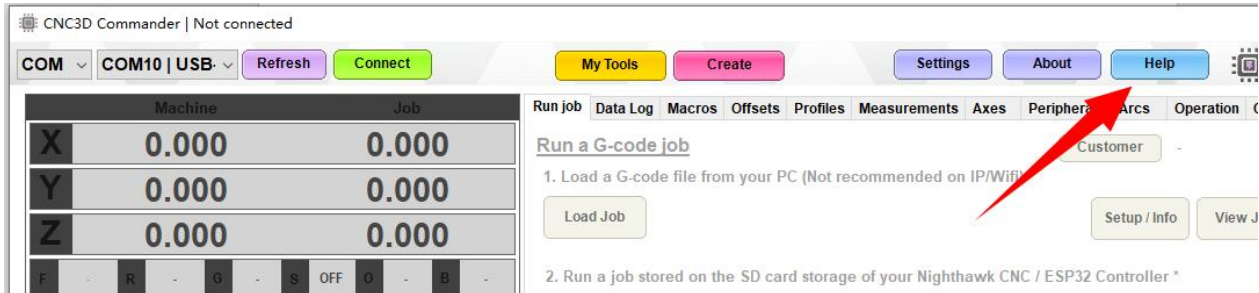 CNC3D Commander | Not connected
COM COM10 | USB- Refresh Connect My Tools Create Settings About Help
Machine Job Run job Data Log Macros Offsets Profiles Measurements Axes Arcs Operation
X 0.000 0.000 Run a G-code job Customer -
1. Load a G-code file from your PC (Not recommended on IP/Wifi)
Y 0.000 0.000
Load Job Setup / Info View J
Z 0.000 0.000
F - R - G - S OFF O - B - 2. Run a job stored on the SD card storage of your Nighthawk CNC / ESP32 Controller *